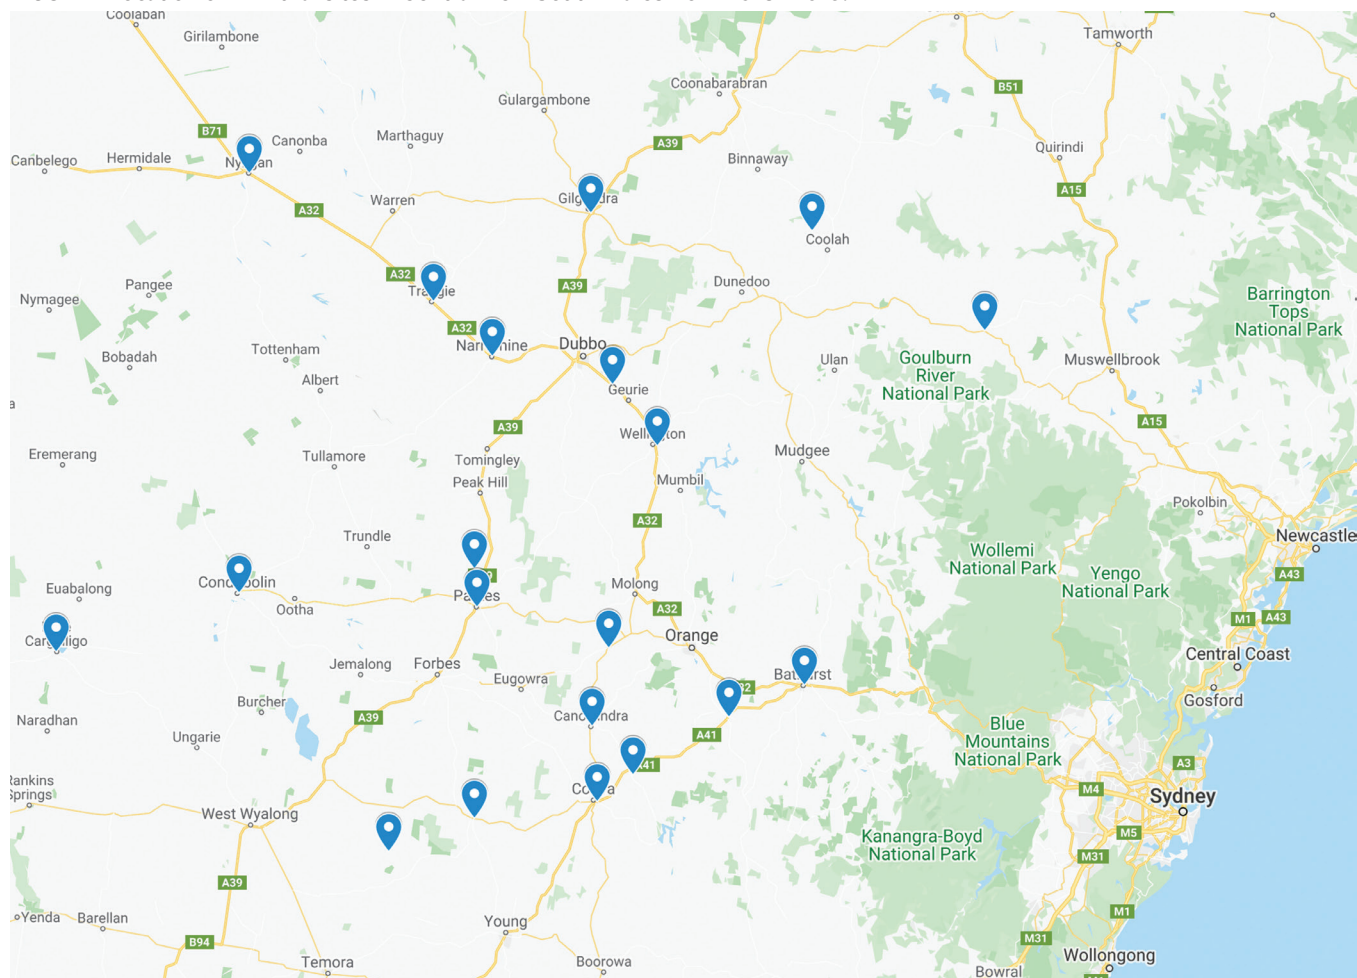 Coolabah
Girilambone
Tamworth
Coonabarabran
B51
Gulargambone
B71
Canonba
Marthaguy
A39
Quirindi
Canbelego
Hermidale
Binnaway
A15
Warren
A32
Coolah
A32
A39
Dunedoo
Pangee
Nymagee
Barrington
Tops
National Park
A32
Dubbo
Tottenham
Bobadah
Ulan
Goulburn
River
National Park
Muswellbrook
Albert
Geurie
A39
A15
Eremerang
Tullamore
Tomingley
Mudgee
Peak Hill
Mumbil
Pokolbin
A32
Trundle
Newcastle
Wollemi
National Park
Yengo
National Park
A43
Euabalong
Ootha
Molong
A32
M1
A43
Orange
Jemalong
Forbes
Central Coast
Eugowra
Gosford
Burcher
A39
Naradhan
Ungarie
A41
Blue
Mountains
National Park
A3
Rankins
Springs
M4
Sydney
West Wyalong
Kanangra-Boyd
National Park
M5
M31
A39
M1
Yenda
Barellan
Young
B94
M31
Temora
Boorowa
Wollongong
Bowral